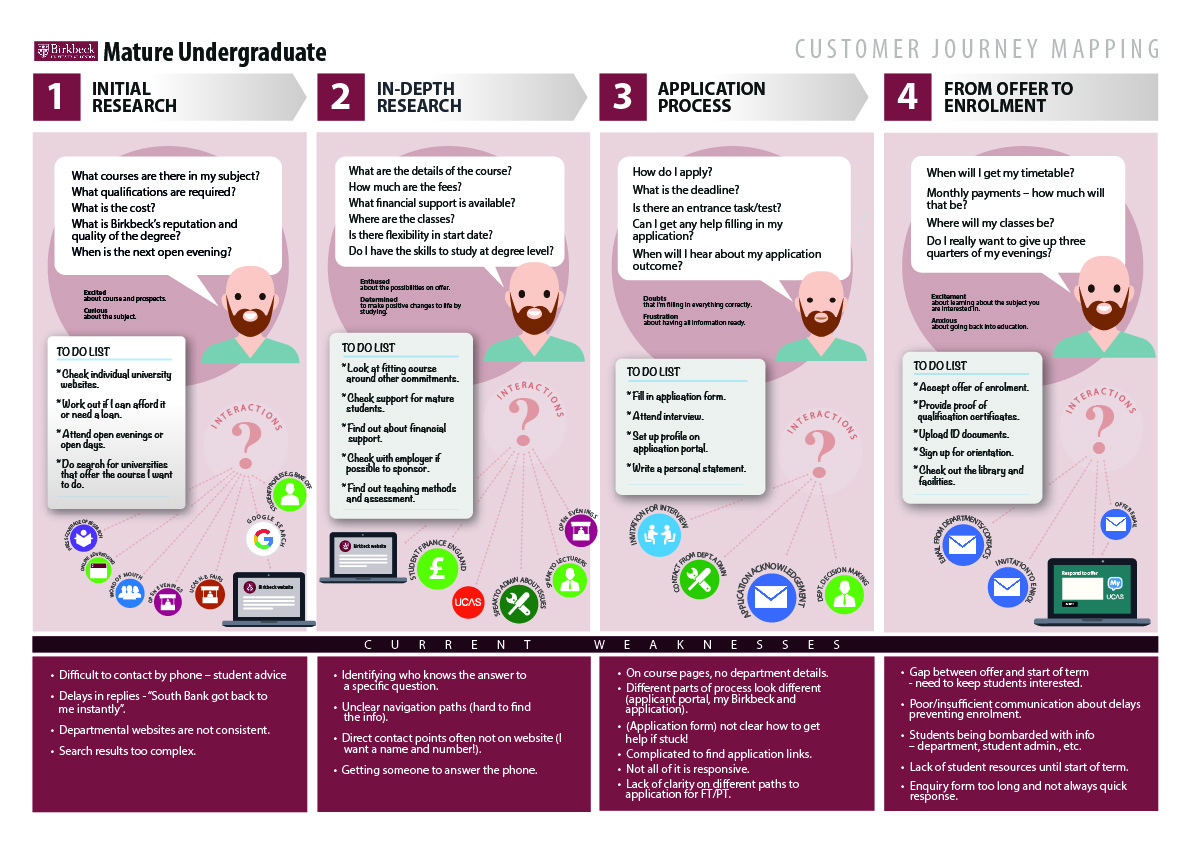 Birkbeck
Mature Undergraduate
CUSTOMER JOURNEY MAPPING
1
INITIAL
RESEARCH
2
IN-DEPTH
RESEARCH
3
APPLICATION
PROCESS
4
FROM OFFER TO
ENROLMENT
What courses are there in my subject?
What qualifications are required?
What is the cost?
What is Birkbeck's reputation and
quality of the degree?
When is the next open evening?
Excited
about course and prospects.
Curious
about the subject.
TO DO LIST
*Check individual university
websites.
*Work out if I can afford it
or need a loan.
*Attend open evenings or
open days.
*Do search for universities
that offer the course I want
to do.
INTERACTIONS
?
ONLINE ADVERTISING
WORD OF MOUTH
OPEN EVENINGS
UCAS H.E. FAIRS
GOOGLE SEARCH
G
Birkbeck website
What are the details of the course?
How much are the fees?
What financial support is available?
Where are the classes?
Is there flexibility in start date?
Do I have the skills to study at degree level?
Enthused
about the possibilities on offer.
Determined
to make positive changes to life by
studying.
TO DO LIST
*Look at fitting course
around other commitments.
*Check support for mature
students.
*Find out about financial
support.
*Check with employer if
possible to sponsor.
*Find out teaching methods
and assessment.
INTERACTIONS
?
Birkbeck website
STUDENT FINANCE ENGLAND
£
UCAS
SPEAK TO ADMIN ABOUT ISSUES
SPEAK TO LECTURERS
OPEN EVENINGS
How do I apply?
What is the deadline?
Is there an entrance task/test?
Can I get any help filling in my
application?
When will I hear about my application
outcome?
Doubts
that I'm filling in everything correctly.
Frustration
about having all information ready.
TO DO LIST
*Fill in application form.
*Attend interview.
*Set up profile on
application portal.
*Write a personal statement.
INTERACTIONS
?
INVITATION FOR INTERVIEW
CONTACT FROM DEPT. ADMIN
APPLICATION ACKNOWLEDGEMENT
DEPT. DECISION MAKING
When will I get my timetable?
Monthly payments – how much will
that be?
Where will my classes be?
Do I really want to give up three
quarters of my evenings?
Excitement
about learning about the subject you
are interested in.
Anxious
about going back into education.
TO DO LIST
*Accept offer of enrolment.
*Provide proof of
qualification certificates.
*Upload ID documents.
*Sign up for orientation.
*Check out the library and
facilities.
INTERACTIONS
?
EMAIL FROM DEPARTMENTS/CONTACTS
INVITATION TO ENROL
OFFER EMAIL
Respond to offer
My
UCAS
CURRENT WEAKNESSES
• Difficult to contact by phone – student advice
• Delays in replies - “South Bank got back to
me instantly”.
• Departmental websites are not consistent.
• Search results too complex.
• Identifying who knows the answer to
a specific question.
• Unclear navigation paths (hard to find
the info).
• Direct contact points often not on website (I
want a name and number!).
• Getting someone to answer the phone.
• On course pages, no department details.
• Different parts of process look different
(applicant portal, my Birkbeck and
application).
• (Application form) not clear how to get
help if stuck!
• Complicated to find application links.
• Not all of it is responsive.
• Lack of clarity on different paths to
application for FT/PT.
• Gap between offer and start of term
- need to keep students interested.
• Poor/insufficient communication about delays
preventing enrolment.
• Students being bombarded with info
– department, student admin., etc.
• Lack of student resources until start of term.
• Enquiry form too long and not always quick
response.